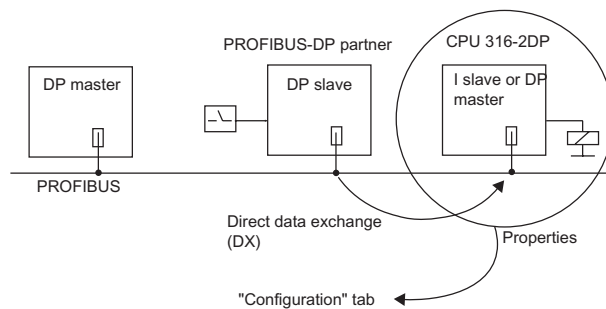 PROFIBUS-DP partner
CPU 316-2DP
DP master
DP slave
I slave or DP
master
PROFIBUS
Direct data exchange
(DX)
Properties
"Configuration" tab